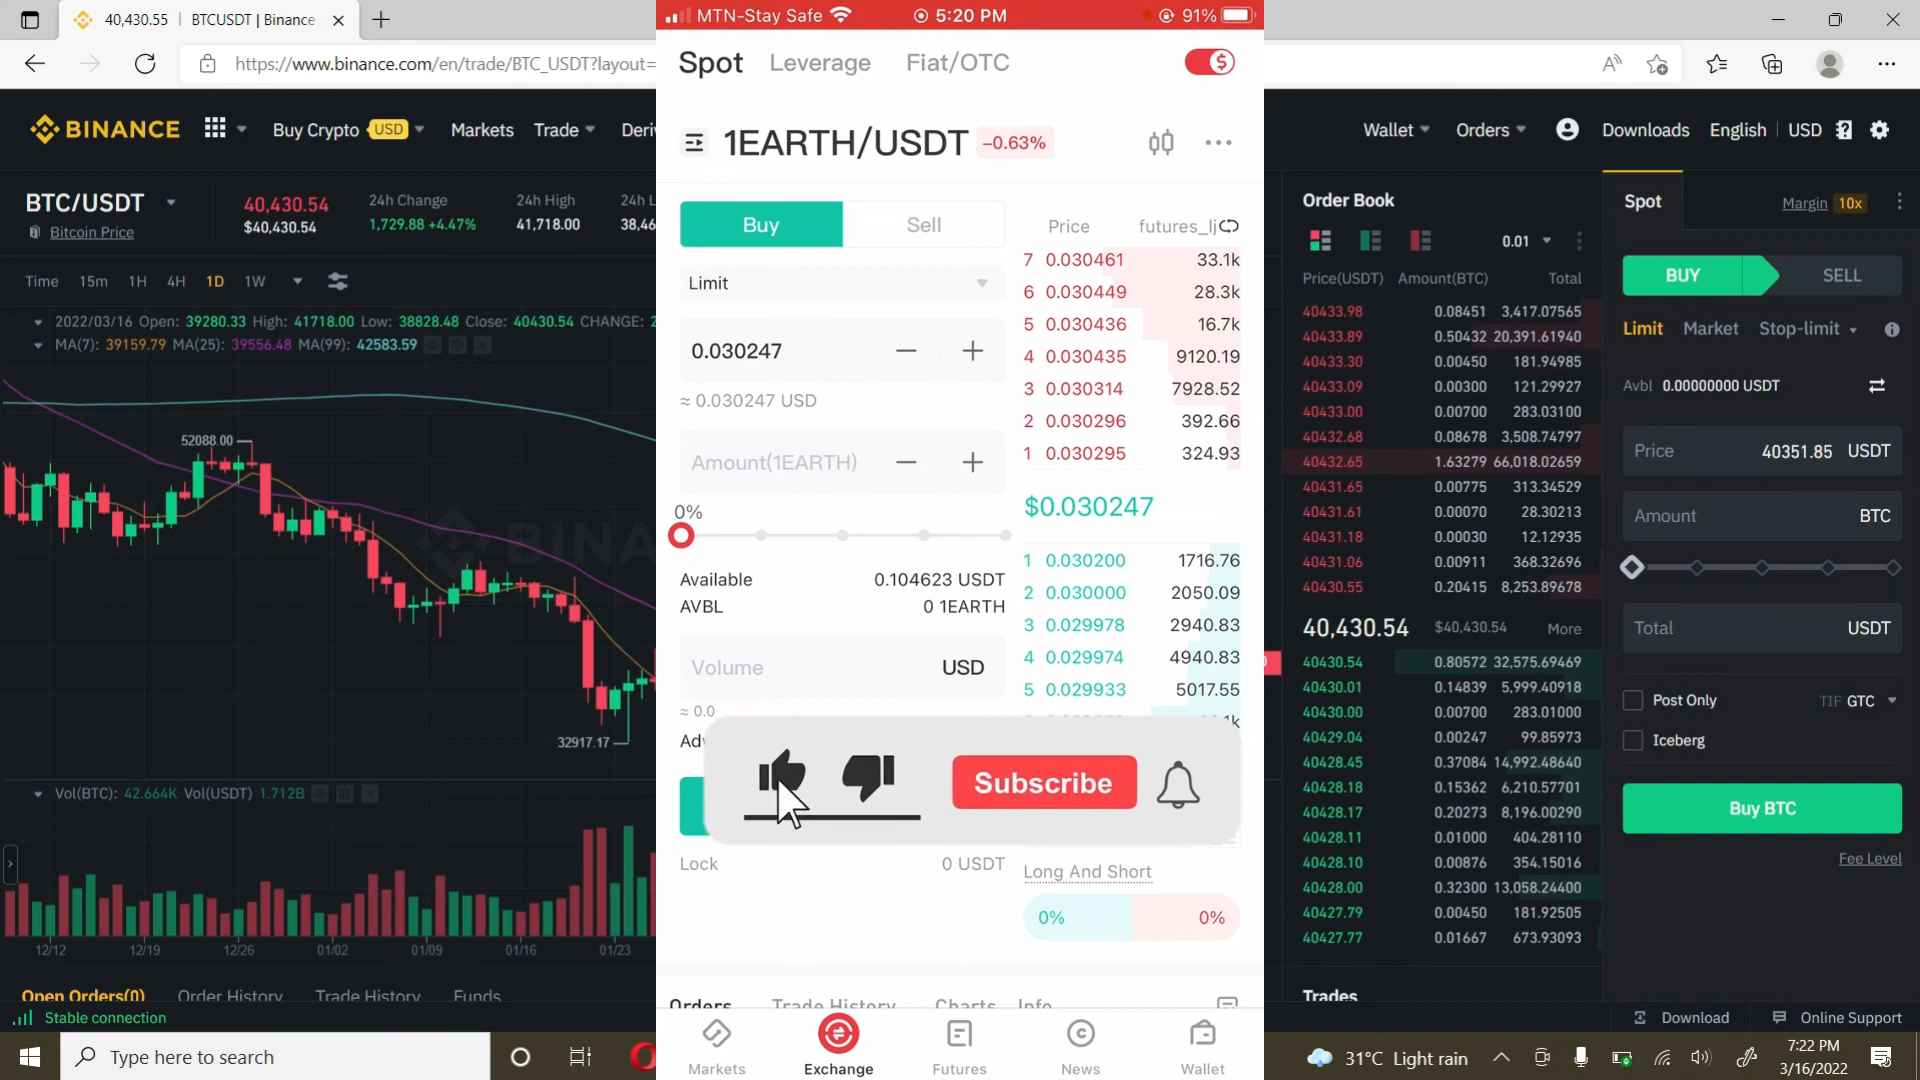 40,430.55 | BTCUSDT | Binance
https://www.binance.com/en/trade/BTC_USDT?layout=
BINANCE
Buy Crypto USD
Markets
Trade
Deri
BTC/USDT
Bitcoin Price
40,430.54
$40,430.54
24h Change
1,729.88 +4.47%
24h High
41,718.00
24h L
38,46
Time 15m 1H 4H 1D 1W
2022/03/16 Open: 39280.33 High: 41718.00 Low: 38828.48 Close: 40430.54 CHANGE: 2
MA(7): 39159.79 MA(25): 39556.48 MA(99): 42583.59
52088.00
BINA
32917.17
Vol(BTC): 42.664K Vol(USDT) 1.712B
12/12 12/19 12/26 01/02 01/09 01/16 01/23
Open Orders(0) Order History Trade History Funds
Stable connection
Type here to search
MTN-Stay Safe
5:20 PM
91%
Spot Leverage Fiat/OTC
$
1EARTH/USDT -0.63%
Buy Sell
Limit
0.030247
≈ 0.030247 USD
Amount(1EARTH)
0%
Available 0.104623 USDT
AVBL 0 1EARTH
Volume USD
≈ 0.0
Adv
Lock 0 USDT
Price futures_lj
7 0.030461 33.1k
6 0.030449 28.3k
5 0.030436 16.7k
4 0.030435 9120.19
3 0.030314 7928.52
2 0.030296 392.66
1 0.030295 324.93
$0.030247
1 0.030200 1716.76
2 0.030000 2050.09
3 0.029978 2940.83
4 0.029974 4940.83
5 0.029933 5017.55
Subscribe
Long And Short
0% 0%
Orders Trade History Charts Info
Markets Exchange Futures News Wallet
Wallet Orders Downloads English USD
Order Book
0.01
Price(USDT) Amount(BTC) Total
40433.98 0.08451 3,417.07565
40433.89 0.50432 20,391.61940
40433.30 0.00450 181.94985
40433.09 0.00300 121.29927
40433.00 0.00700 283.03100
40432.68 0.08678 3,508.74797
40432.65 1.63279 66,018.02659
40431.65 0.00775 313.34529
40431.61 0.00070 28.30213
40431.18 0.00030 12.12935
40431.06 0.00911 368.32696
40430.55 0.20415 8,253.89678
40,430.54 $40,430.54 More
40430.54 0.80572 32,575.69469
40430.01 0.14839 5,999.40918
40430.00 0.00700 283.01000
40429.04 0.00247 99.85973
40428.45 0.37084 14,992.48640
40428.18 0.15362 6,210.57701
40428.17 0.20273 8,196.00290
40428.11 0.01000 404.28110
40428.10 0.00876 354.15016
40428.00 0.32300 13,058.24400
40427.79 0.00450 181.92505
40427.77 0.01667 673.93093
Trades
Spot
Margin 10x
BUY SELL
Limit Market Stop-limit
Avbl 0.00000000 USDT
Price 40351.85 USDT
Amount BTC
Total USDT
Post Only TIF GTC
Iceberg
Buy BTC
Fee Level
Download Online Support
31°C Light rain
7:22 PM
3/16/2022